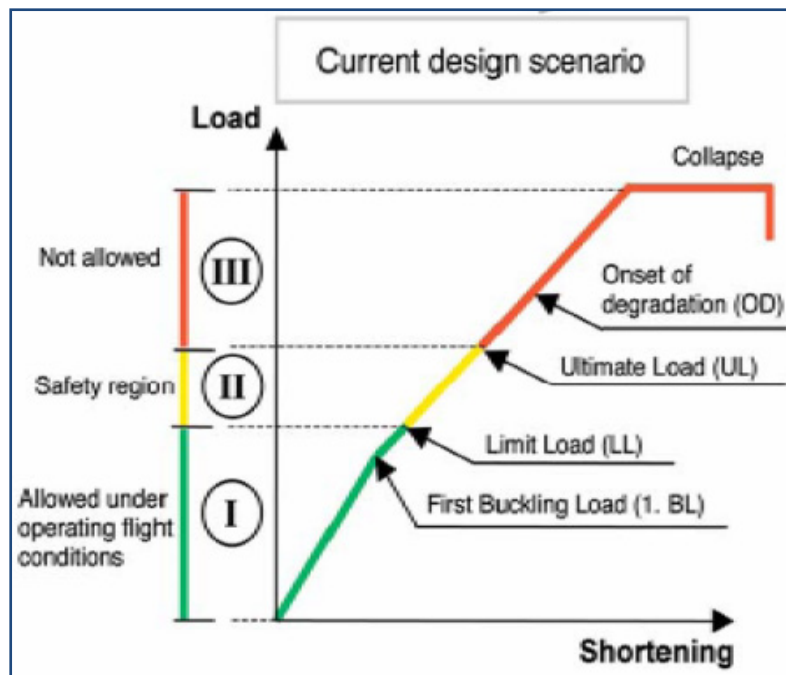 Current design scenario
Load
Collapse
Not allowed
III
Onset of
degradation (OD)
Ultimate Load (UL)
Safety region
II
Limit Load (LL)
First Buckling Load (1. BL)
Allowed under
operating flight
conditions
I
Shortening